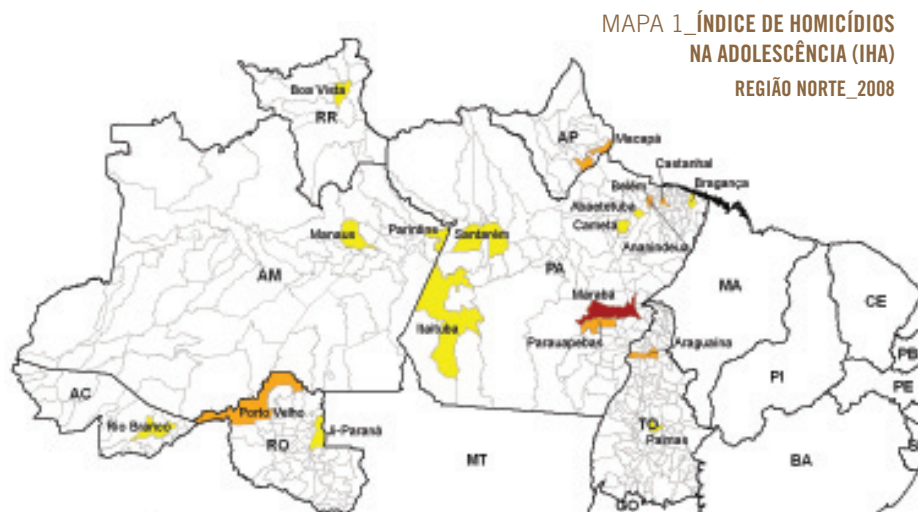 MAPA 1_ÍNDICE DE HOMICÍDIOS
NA ADOLESCÊNCIA (IHA)
REGIÃO NORTE_2008
Boa Vista
RR
AP
Macapá
Castanhal
Belém
Bragança
Abaetetuba
Cametá
Ananindeua
Manaus
Parintins
Santarém
AM
PA
MA
CE
Marabá
Itaituba
Parauapebas
Araguaína
PB
PE
PI
AC
Rio Branco
Porto Velho
Ji-Paraná
RO
TO
Palmas
MT
BA
GO